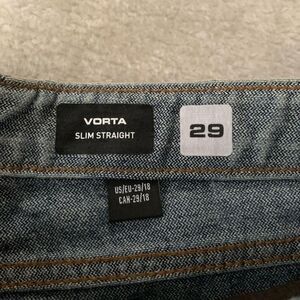 VORTA
SLIM STRAIGHT
29
US/EU-29/18
CAN-29/18